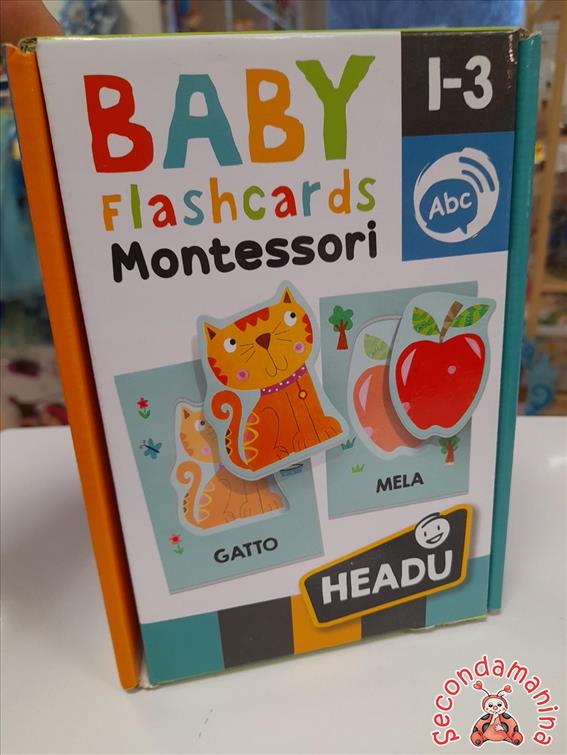 BABY
Flashcards
Montessori
1-3
Abc
GATTO
MELA
HEADU
Secondamanina